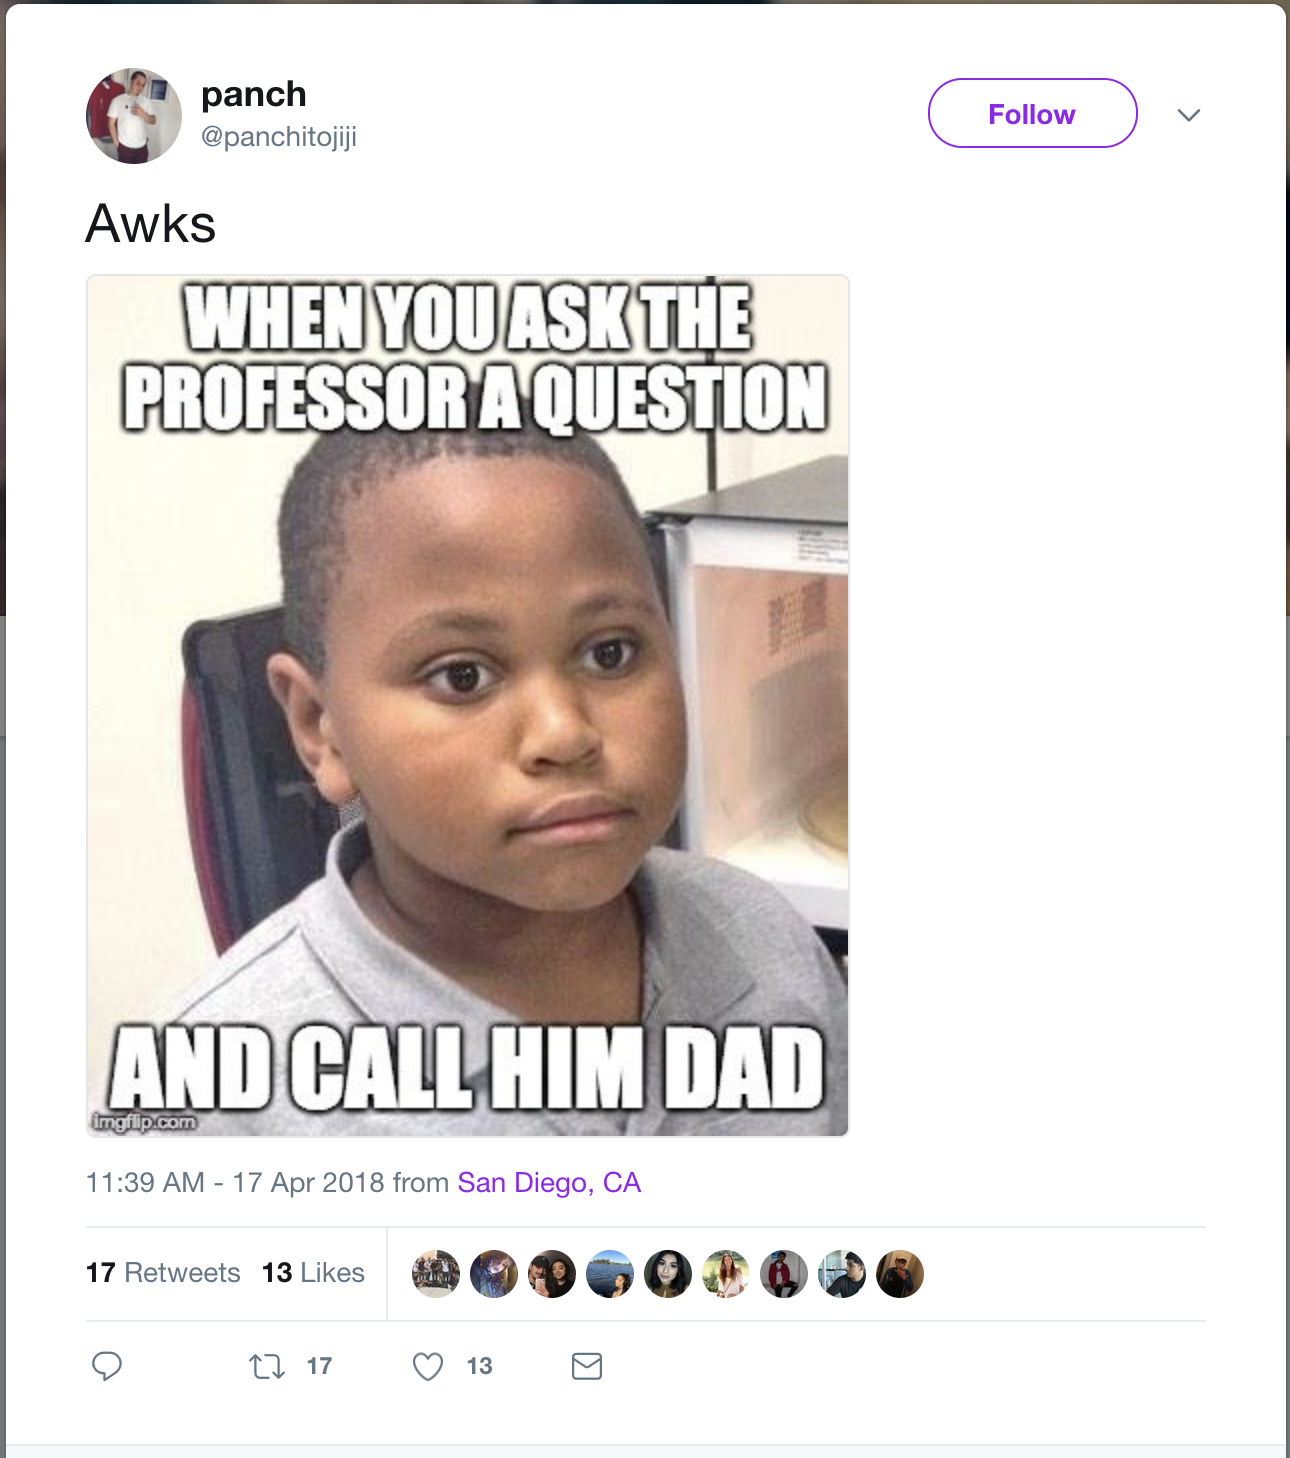 panch
@panchitojiji
Follow
Awks
WHEN YOU ASK THE
PROFESSOR A QUESTION
AND CALL HIM DAD
imgflip.com
11:39 AM - 17 Apr 2018 from San Diego, CA
17 Retweets 13 Likes
17 13